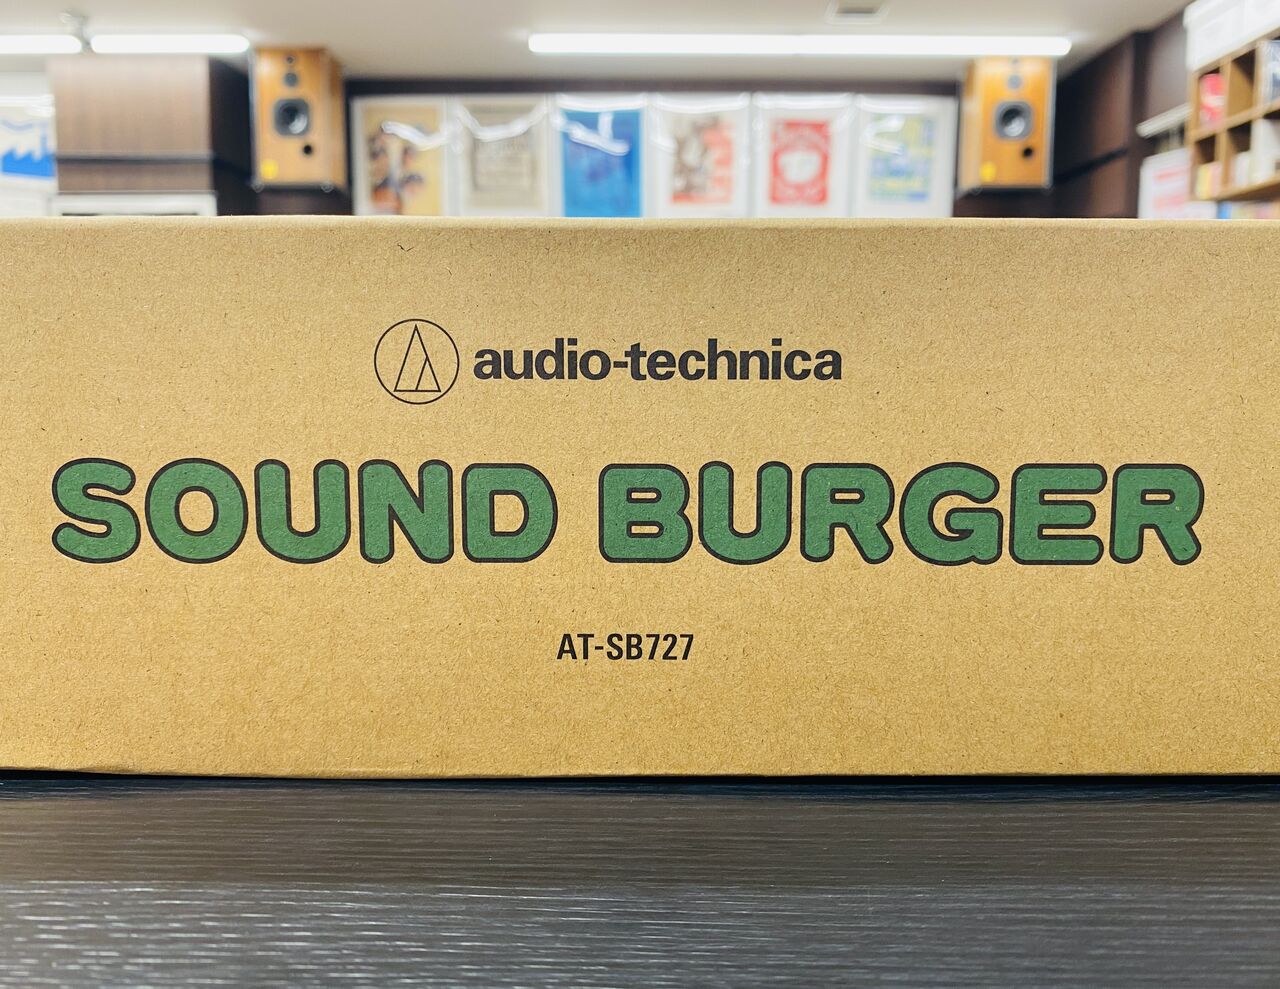 audio-technica
SOUND BURGER
AT-SB727